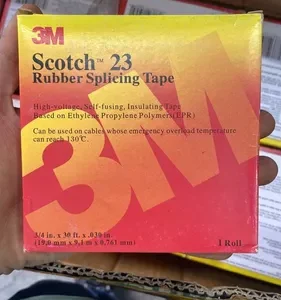 3M
Scotch™ 23
Rubber Splicing Tape
High-voltage, Self-fusing, Insulating Tape
Based on Ethylene Propylene Polymers(EPR)
Can be used on cables whose emergency overload temperature
can reach 130℃.
3M
3/4 in. x 30 ft. x .030 in.
(19,0 mm x 9,1 m x 0,761 mm)
1 Roll